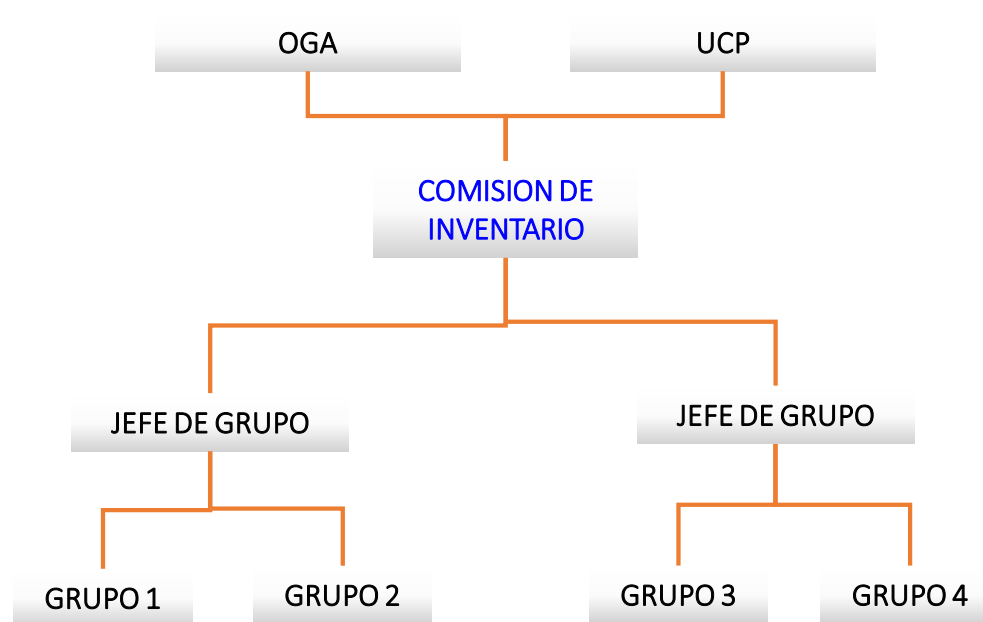 OGA
UCP
COMISION DE
INVENTARIO
JEFE DE GRUPO
JEFE DE GRUPO
GRUPO 1
GRUPO 2
GRUPO 3
GRUPO 4